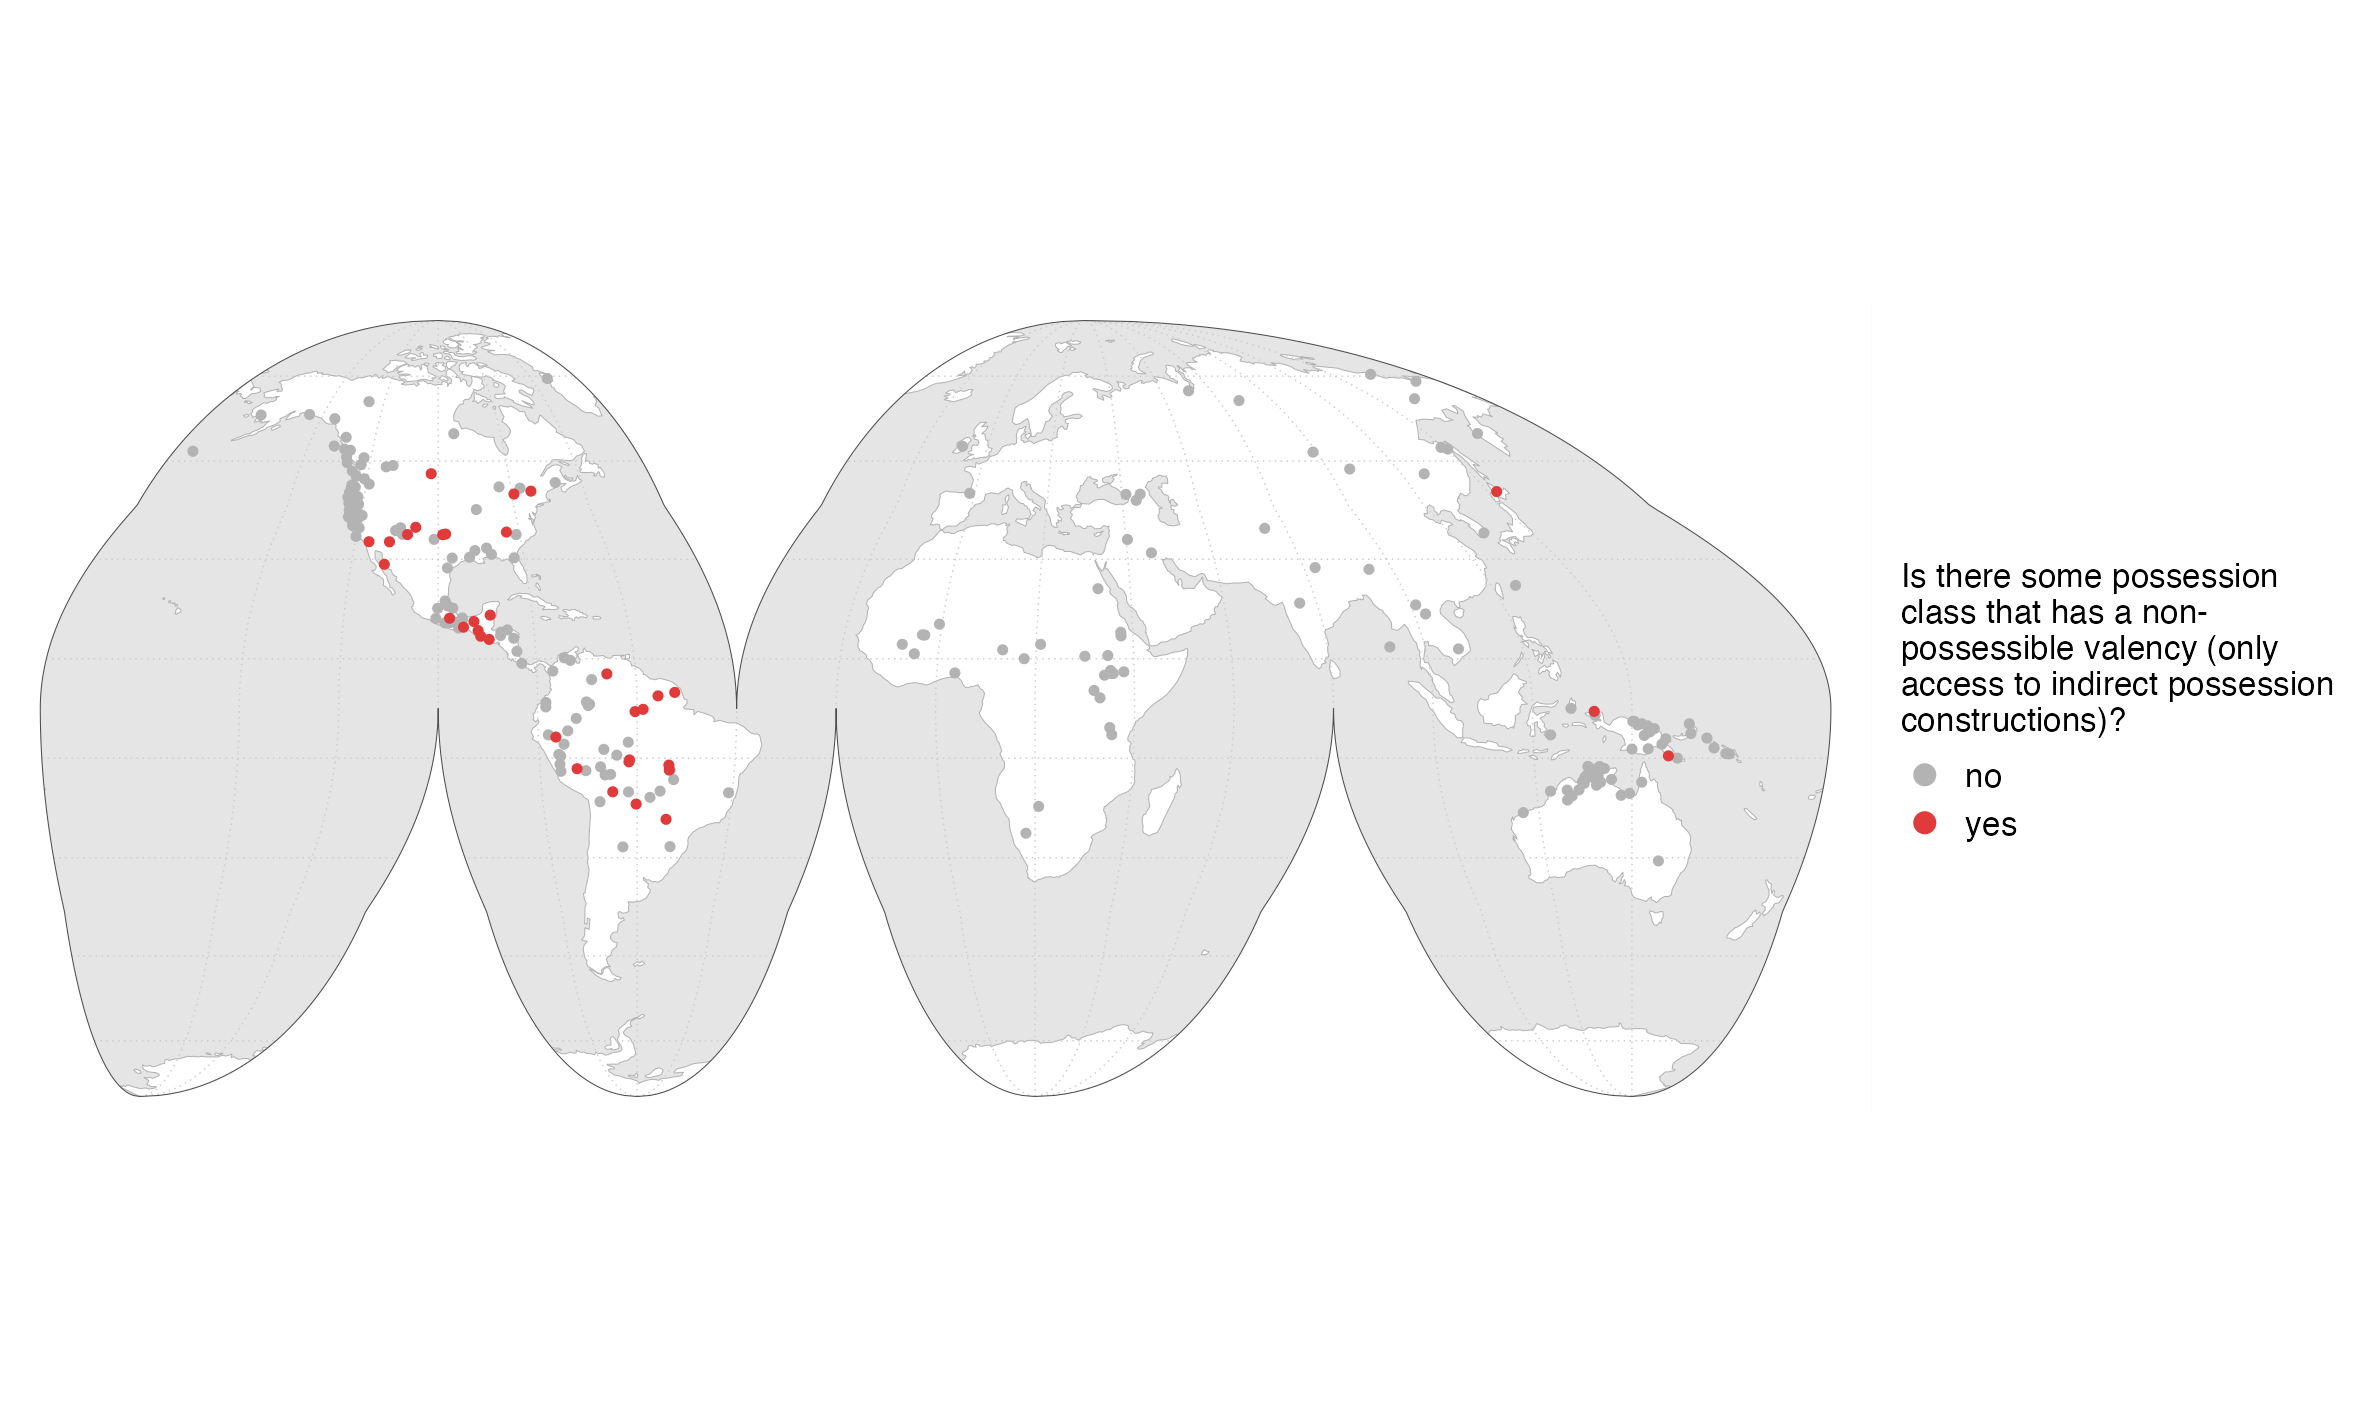 Is there some possession
class that has a non-
possessible valency (only
access to indirect possession
constructions)?
no
yes